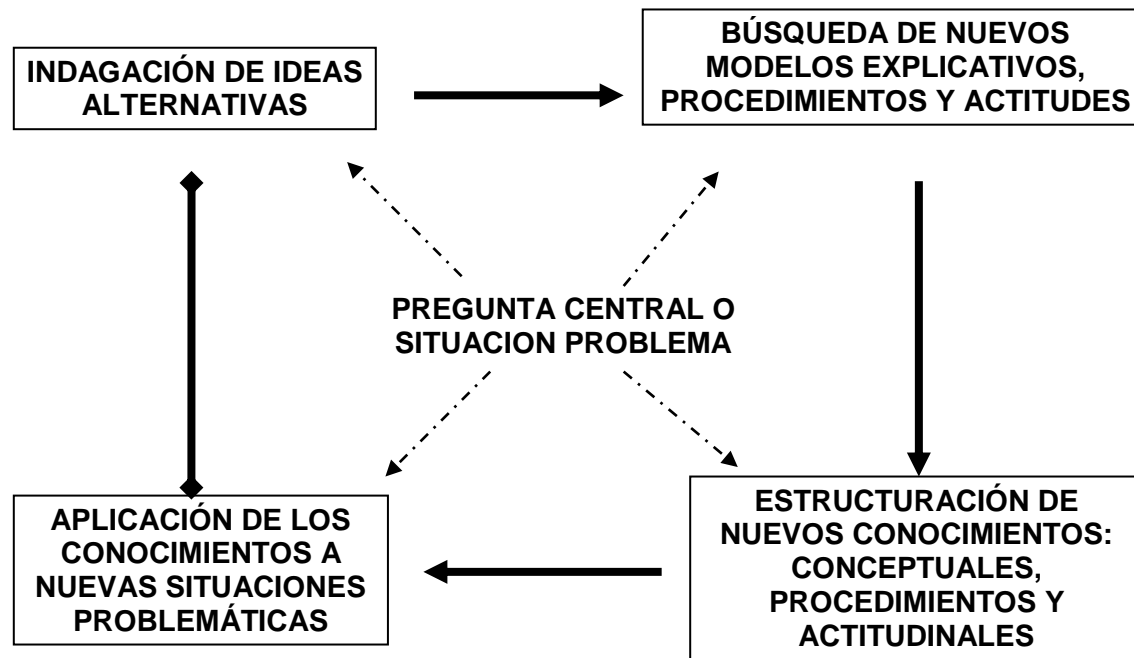 INDAGACIÓN DE IDEAS
ALTERNATIVAS
BÚSQUEDA DE NUEVOS
MODELOS EXPLICATIVOS,
PROCEDIMIENTOS Y ACTITUDES
PREGUNTA CENTRAL O
SITUACION PROBLEMA
APLICACIÓN DE LOS
CONOCIMIENTOS A
NUEVAS SITUACIONES
PROBLEMÁTICAS
ESTRUCTURACIÓN DE
NUEVOS CONOCIMIENTOS:
CONCEPTUALES,
PROCEDIMIENTOS Y
ACTITUDINALES